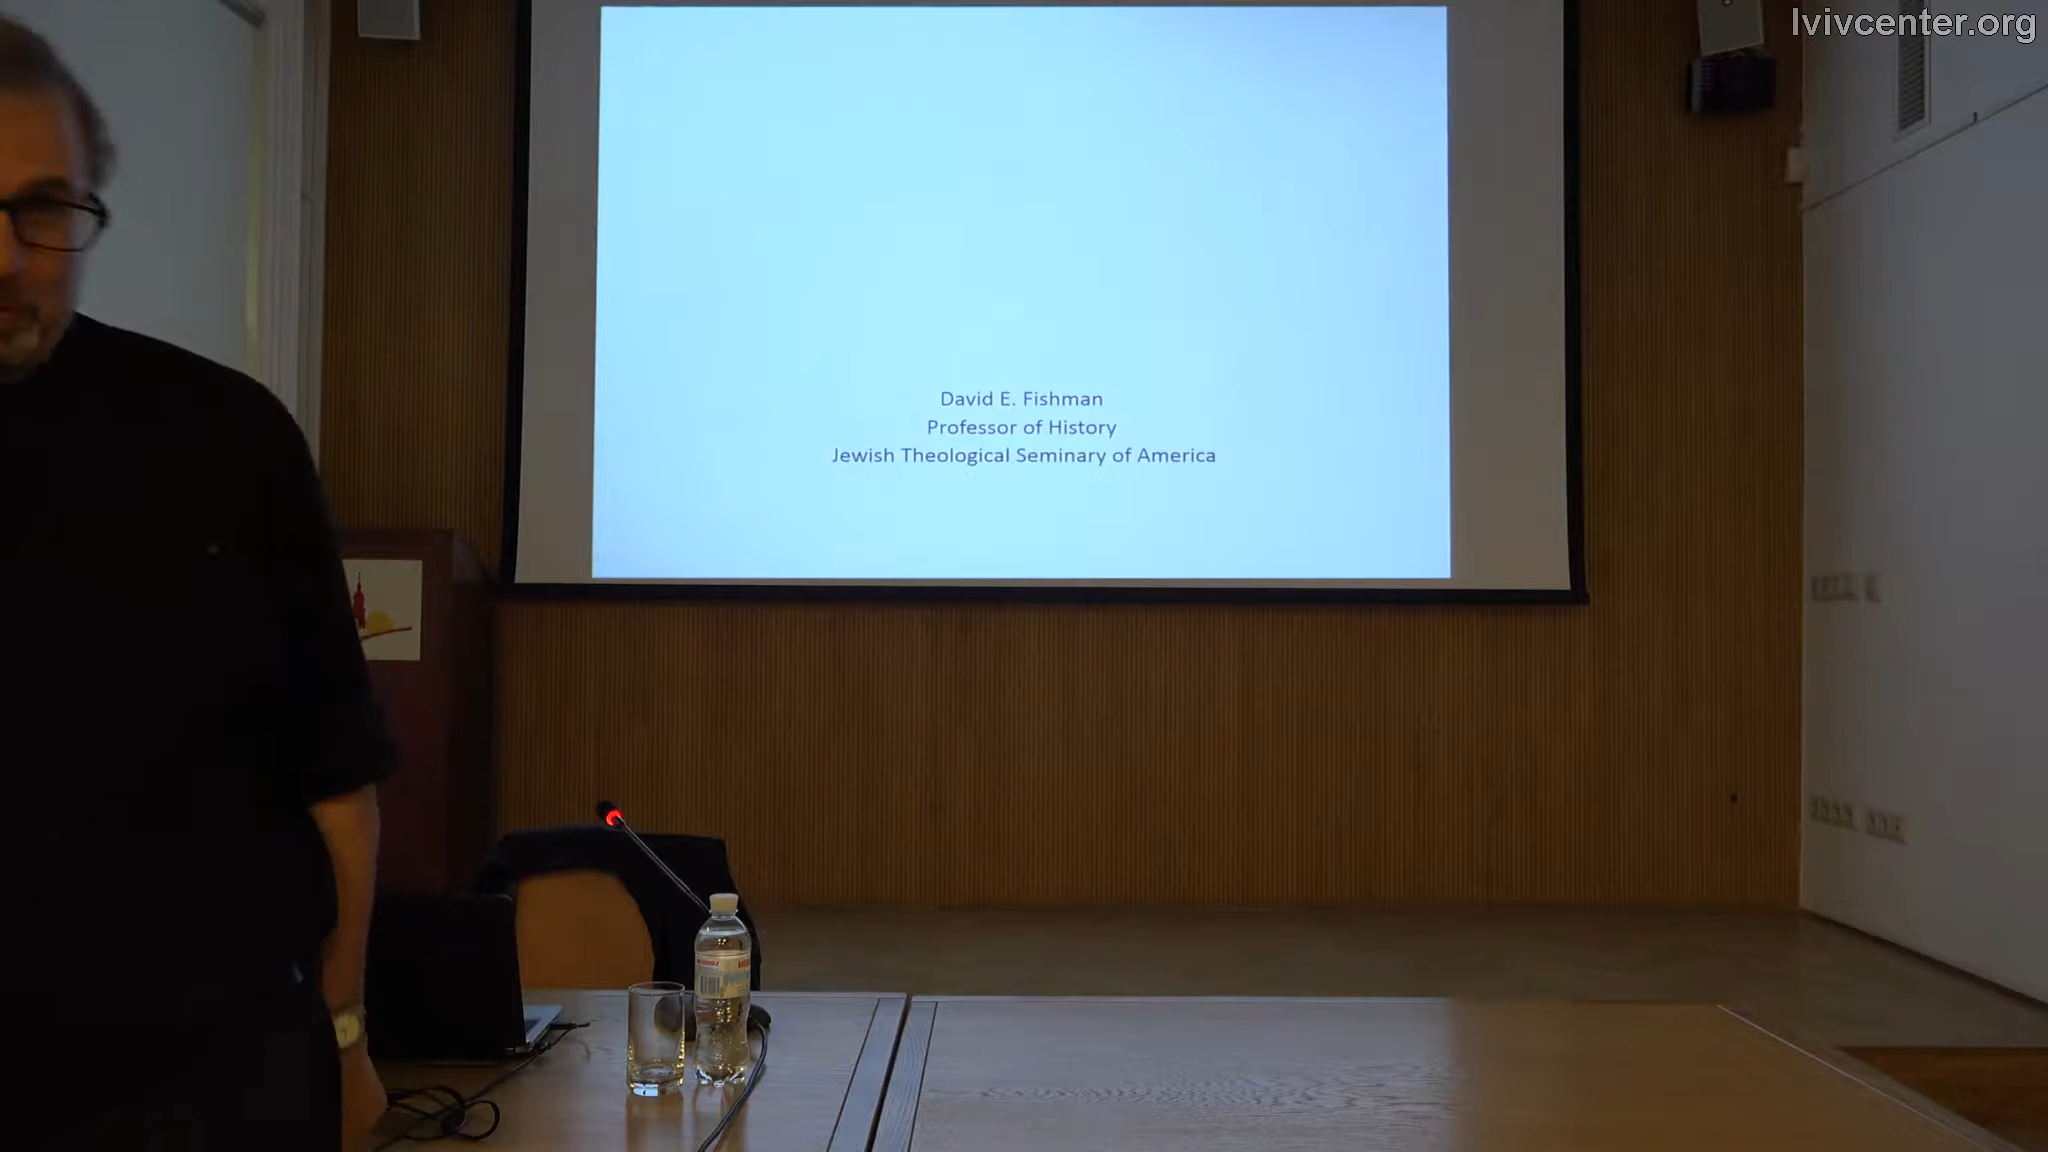 lvivcenter.org
David E. Fishman
Professor of History
Jewish Theological Seminary of America